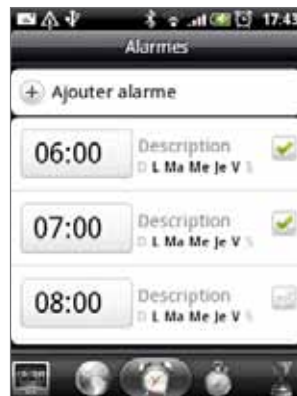 17:45
Alarmes
Ajouter alarme
06:00
Description
D L Ma Me Je V S
07:00
Description
D L Ma Me Je V S
08:00
Description
D L Ma Me Je V S